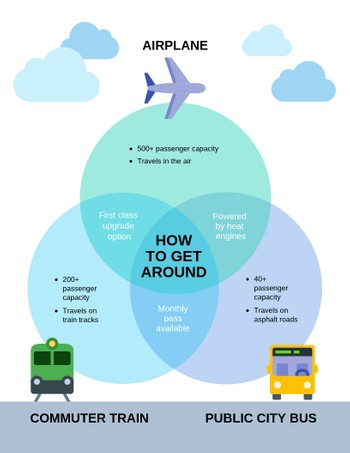 AIRPLANE
• 500+ passenger capacity
• Travels in the air
First class
upgrade
option
Powered
by heat
engines
HOW
TO GET
AROUND
• 200+
passenger
capacity
• Travels on
train tracks
• 40+
passenger
capacity
• Travels on
asphalt roads
Monthly
pass
available
COMMUTER TRAIN
PUBLIC CITY BUS